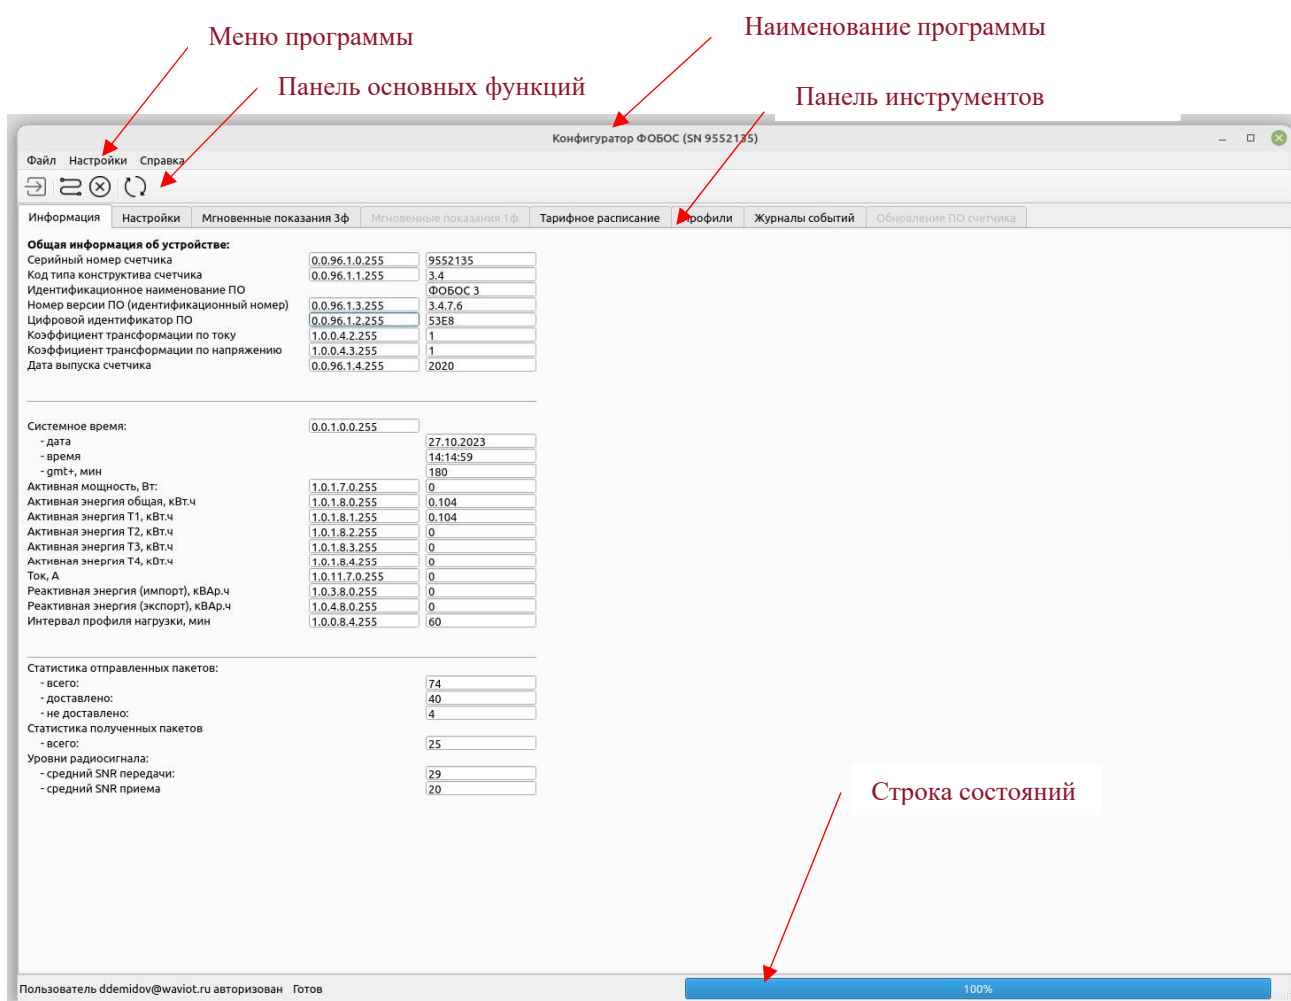 Меню программы
Наименование программы
Панель основных функций
Панель инструментов
Конфигуратор ФОБОС (SN 9552135)
Файл Настройки Справка
Информация Настройки Мгновенные показания 3ф Мгновенные показания 1ф Тарифное расписание Профили Журналы событий Обновление ПО счетчика
Общая информация об устройстве:
Серийный номер счетчика 0.0.96.1.0.255 9552135
Код типа конструктива счетчика 0.0.96.1.1.255 3.4
Идентификационное наименование ПО ФОБОС 3
Номер версии ПО (идентификационный номер) 0.0.96.1.3.255 3.4.7.6
Цифровой идентификатор ПО 0.0.96.1.2.255 53E8
Коэффициент трансформации по току 1.0.0.4.2.255 1
Коэффициент трансформации по напряжению 1.0.0.4.3.255 1
Дата выпуска счетчика 0.0.96.1.4.255 2020
Системное время: 0.0.1.0.0.255
- дата 27.10.2023
- время 14:14:59
- gmt+, мин 180
Активная мощность, Вт: 1.0.1.7.0.255 0
Активная энергия общая, кВт.ч 1.0.1.8.0.255 0.104
Активная энергия Т1, кВт.ч 1.0.1.8.1.255 0.104
Активная энергия Т2, кВт.ч 1.0.1.8.2.255 0
Активная энергия Т3, кВт.ч 1.0.1.8.3.255 0
Активная энергия Т4, кВт.ч 1.0.1.8.4.255 0
Ток, А 1.0.11.7.0.255 0
Реактивная энергия (импорт), кВАр.ч 1.0.3.8.0.255 0
Реактивная энергия (экспорт), кВАр.ч 1.0.4.8.0.255 0
Интервал профиля нагрузки, мин 1.0.0.8.4.255 60
Статистика отправленных пакетов:
- всего: 74
- доставлено: 40
- не доставлено: 4
Статистика полученных пакетов
- всего: 25
Уровни радиосигнала:
- средний SNR передачи: 29
- средний SNR приема 20
Строка состояний
Пользователь ddemidov@waviot.ru авторизован Готов 100%